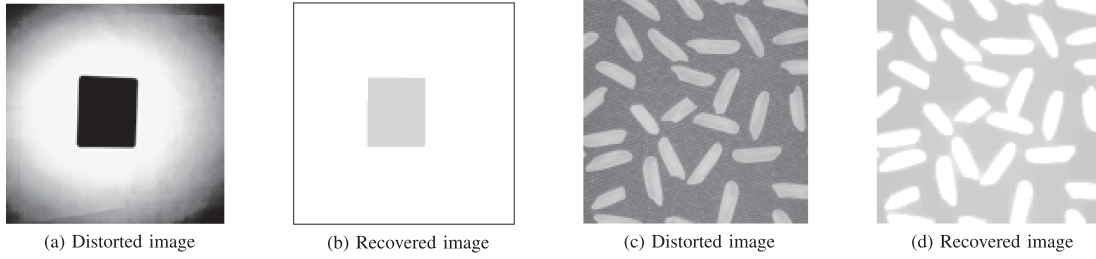 (a) Distorted image
(b) Recovered image
(c) Distorted image
(d) Recovered image